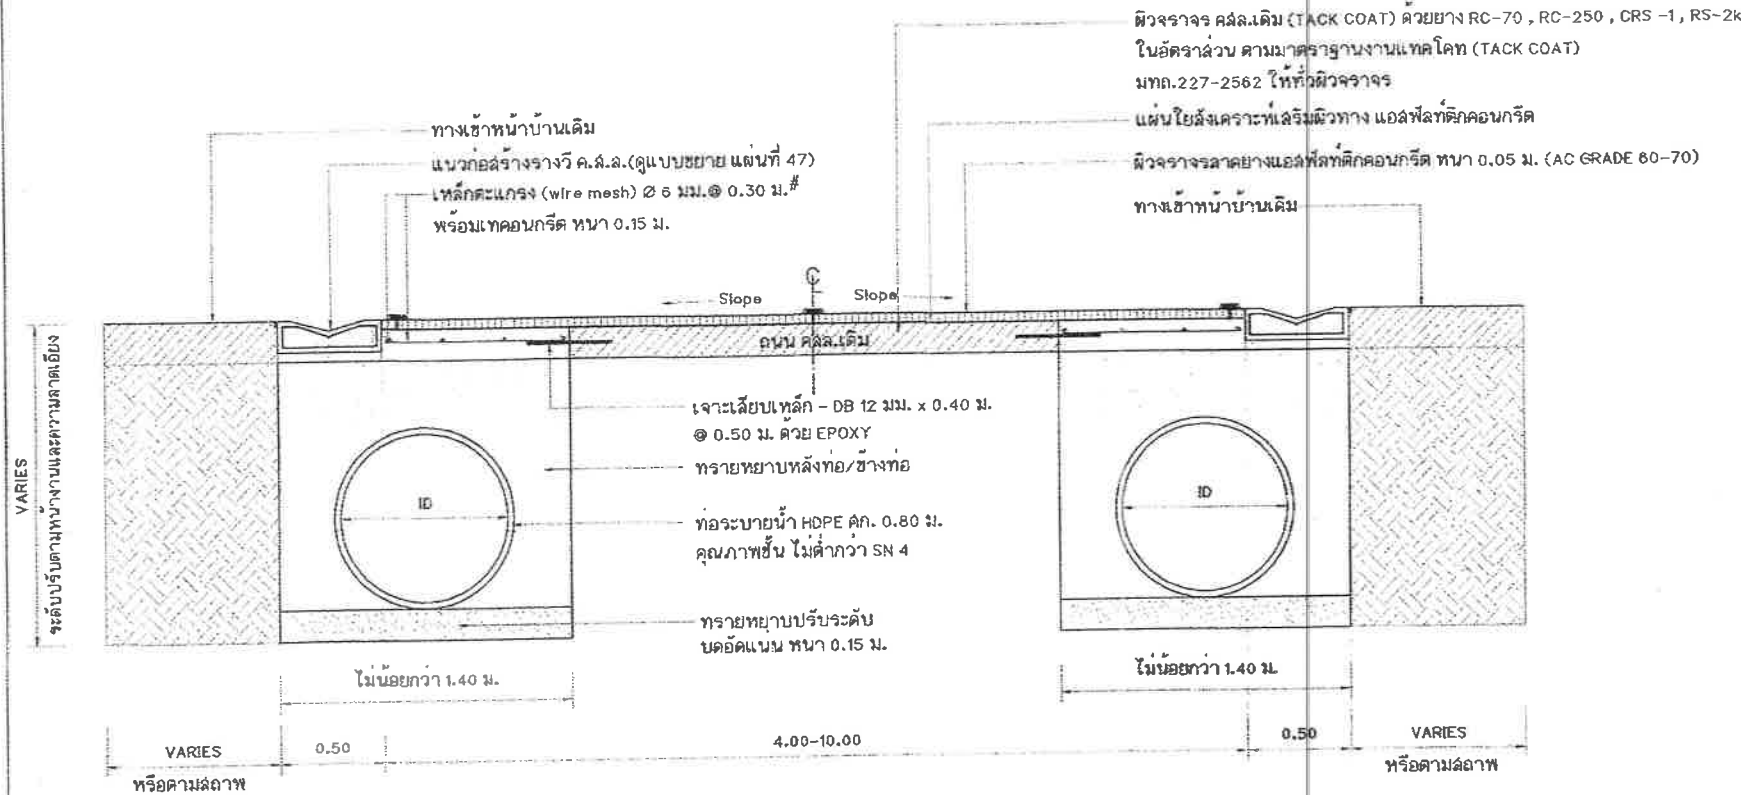 ผิวจราจร คสล.เดิม (TACK COAT) ด้วยยาง RC-70 , RC-250 , CRS -1 , RS-2k
ในอัตราส่วน ตามมาตราฐานงานแทคโคท (TACK COAT)
มทถ.227-2562 ให้ทั่วผิวจราจร
แผ่นใยสังเคราะห์เสริมผิวทาง แอสฟัลท์ติกคอนกรีต
ผิวจราจรลาดยางแอสฟัลท์ติกคอนกรีต หนา 0.05 ม. (AC GRADE 60-70)
ทางเข้าหน้าบ้านเดิม
ทางเข้าหน้าบ้านเดิม
แนวก่อสร้างรางวี ค.ส.ล.(ดูแบบขยาย แผ่นที่ 47)
เหล็กตะแกรง (wire mesh) Ø 6 มม.@ 0.30 ม.#
พร้อมเทคอนกรีต หนา 0.15 ม.
Slope
Slope
ถนน คสล.เดิม
เจาะเสียบเหล็ก - DB 12 มม. x 0.40 ม.
@ 0.50 ม. ด้วย EPOXY
ทรายหยาบหลังท่อ/ข้างท่อ
ID
ID
ท่อระบายน้ำ HDPE ศก. 0.80 ม.
คุณภาพชั้น ไม่ต่ำกว่า SN 4
ทรายหยาบปรับระดับ
บดอัดแน่น หนา 0.15 ม.
VARIES
ระดับปรับตามหน้างานและความลาดเอียง
ไม่น้อยกว่า 1.40 ม.
ไม่น้อยกว่า 1.40 ม.
VARIES
0.50
4.00-10.00
0.50
VARIES
หรือตามสภาพ
หรือตามสภาพ